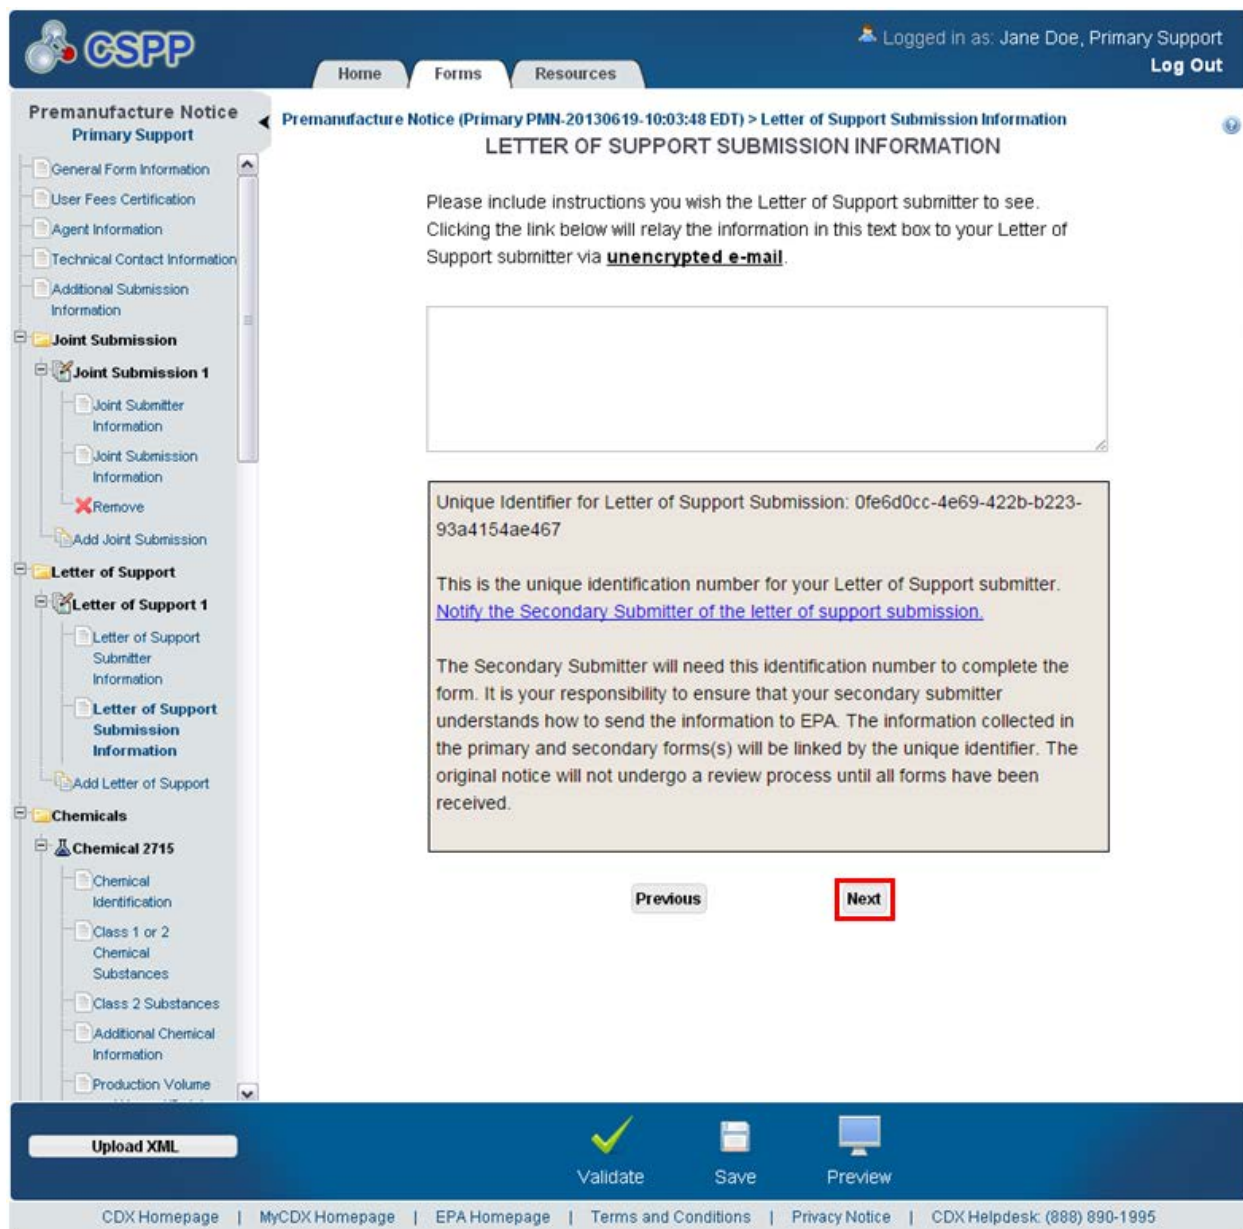 CSPP
Logged in as: Jane Doe, Primary Support
Log Out
Home
Forms
Resources
Premanufacture Notice
Primary Support
General Form Information
User Fees Certification
Agent Information
Technical Contact Information
Additional Submission
Information
Joint Submission
Joint Submission 1
Joint Submitter
Information
Joint Submission
Information
Remove
Add Joint Submission
Letter of Support
Letter of Support 1
Letter of Support
Submitter
Information
Letter of Support
Submission
Information
Add Letter of Support
Chemicals
Chemical 2715
Chemical
Identification
Class 1 or 2
Chemical
Substances
Class 2 Substances
Additional Chemical
Information
Production Volume
Premanufacture Notice (Primary PMN-20130619-10:03:48 EDT) > Letter of Support Submission Information
LETTER OF SUPPORT SUBMISSION INFORMATION
Please include instructions you wish the Letter of Support submitter to see.
Clicking the link below will relay the information in this text box to your Letter of
Support submitter via unencrypted e-mail.
Unique Identifier for Letter of Support Submission: 0fe6d0cc-4e69-422b-b223-
93a4154ae467
This is the unique identification number for your Letter of Support submitter.
Notify the Secondary Submitter of the letter of support submission.
The Secondary Submitter will need this identification number to complete the
form. It is your responsibility to ensure that your secondary submitter
understands how to send the information to EPA. The information collected in
the primary and secondary forms(s) will be linked by the unique identifier. The
original notice will not undergo a review process until all forms have been
received.
Previous
Next
Upload XML
Validate
Save
Preview
CDX Homepage | MyCDX Homepage | EPA Homepage | Terms and Conditions | Privacy Notice | CDX Helpdesk: (888) 890-1995